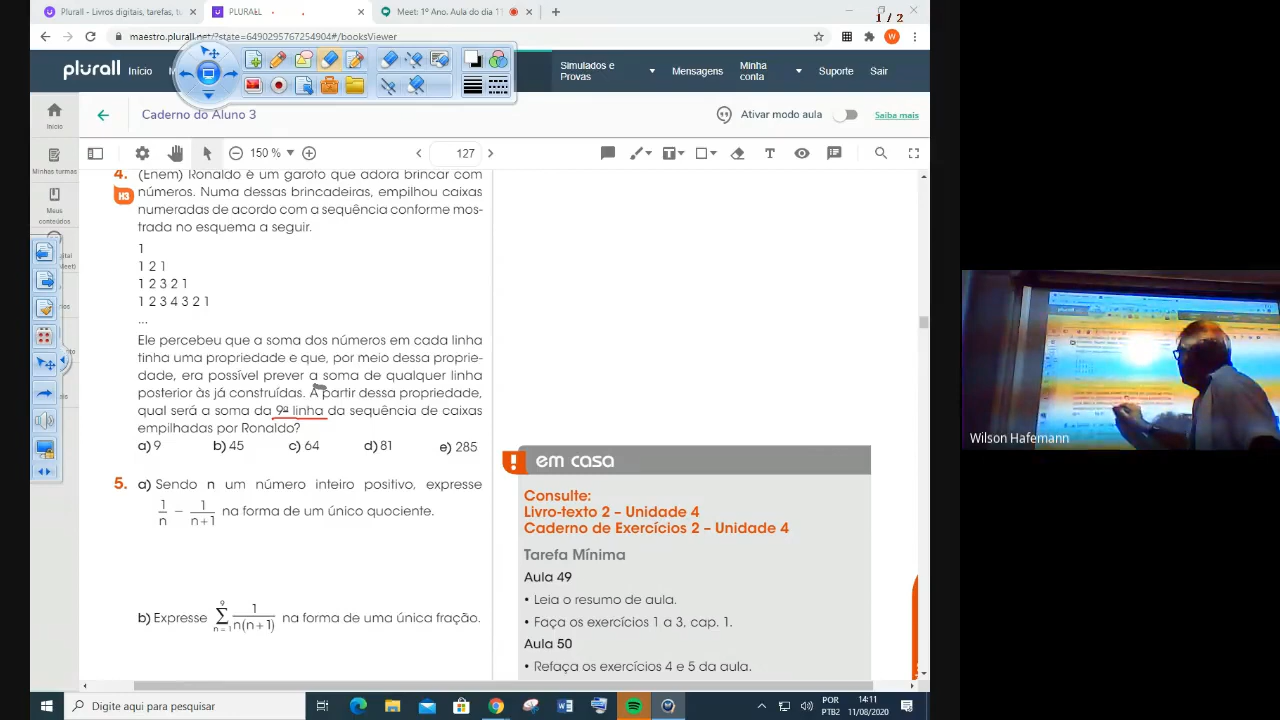 Plurall - Livros digitais, tarefas, tu
PLURALL
Meet: 1º Ano. Aula do dia 11
1 / 2
maestro.plurall.net/?state=6490295767254904#/booksViewer
W
plurall
Início
Simulados e Provas
Mensagens
Minha conta
Suporte
Sair
Início
Caderno do Aluno 3
Ativar modo aula
Saiba mais
Minhas turmas
150 %
127
T
Meus conteúdos
4. (Enem) Ronaldo é um garoto que adora brincar com
H3
números. Numa dessas brincadeiras, empilhou caixas
numeradas de acordo com a sequência conforme mos-
trada no esquema a seguir.
1
1 2 1
1 2 3 2 1
1 2 3 4 3 2 1
...
Ele percebeu que a soma dos números em cada linha
tinha uma propriedade e que, por meio dessa proprie-
dade, era possível prever a soma de qualquer linha
posterior às já construídas. A partir dessa propriedade,
qual será a soma da 9ª linha da sequência de caixas
empilhadas por Ronaldo?
a) 9 b) 45 c) 64 d) 81 e) 285
5. a) Sendo n um número inteiro positivo, expresse
1/n − 1/(n+1) na forma de um único quociente.
b) Expresse ∑ n = 1 9 1/(n(n+1)) na forma de uma única fração.
em casa
Consulte:
Livro-texto 2 – Unidade 4
Caderno de Exercícios 2 – Unidade 4
Tarefa Mínima
Aula 49
• Leia o resumo de aula.
• Faça os exercícios 1 a 3, cap. 1.
Aula 50
• Refaça os exercícios 4 e 5 da aula.
Wilson Hafemann
Digite aqui para pesquisar
POR
PTB2
14:11
11/08/2020